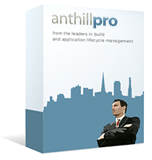 anthillpro
from the leaders in build
and application lifecycle management